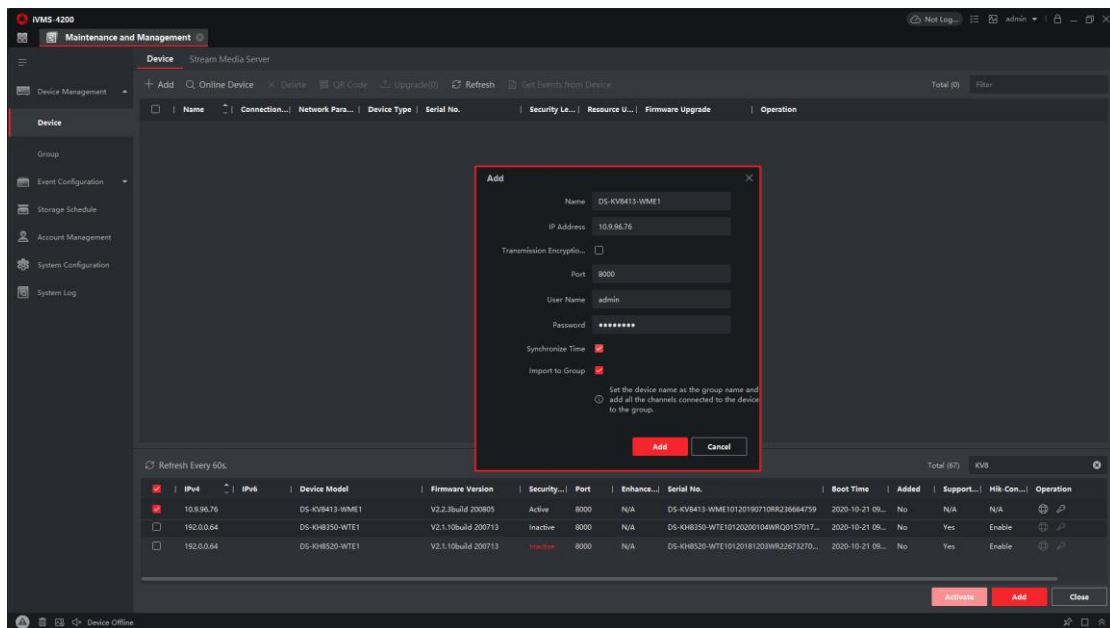 iVMS-4200
Not Log...
admin
Maintenance and Management
Device
Stream Media Server
Add
Online Device
Delete
QR Code
Upgrade(0)
Refresh
Get Events from Device
Total (0)
Filter
Device Management
Device
Group
Event Configuration
Storage Schedule
Account Management
System Configuration
System Log
Name | Connection... | Network Para... | Device Type | Serial No. | Security Le... | Resource U... | Firmware Upgrade | Operation
Add
Name DS-KV8413-WME1
IP Address 10.9.96.76
Transmission Encryptio...
Port 8000
User Name admin
Password ●●●●●●●●
Synchronize Time
Import to Group
Set the device name as the group name and
add all the channels connected to the device
to the group.
Add Cancel
Refresh Every 60s.
Total (67)
KV8
IPv4 | IPv6 | Device Model | Firmware Version | Security... | Port | Enhance... | Serial No. | Boot Time | Added | Support... | Hik-Con... | Operation
10.9.96.76 DS-KV8413-WME1 V2.2.3build 200805 Active 8000 N/A DS-KV8413-WME10120190710RR236664759 2020-10-21 09... No N/A N/A
192.0.0.64 DS-KH8350-WTE1 V2.1.10build 200713 Inactive 8000 N/A DS-KH8350-WTE10120200104WRQ0157017... 2020-10-21 09... No Yes Enable
192.0.0.64 DS-KH8520-WTE1 V2.1.10build 200713 Inactive 8000 N/A DS-KH8520-WTE10120181203WR22673270... 2020-10-21 09... No Yes Enable
Activate Add Close
Device Offline